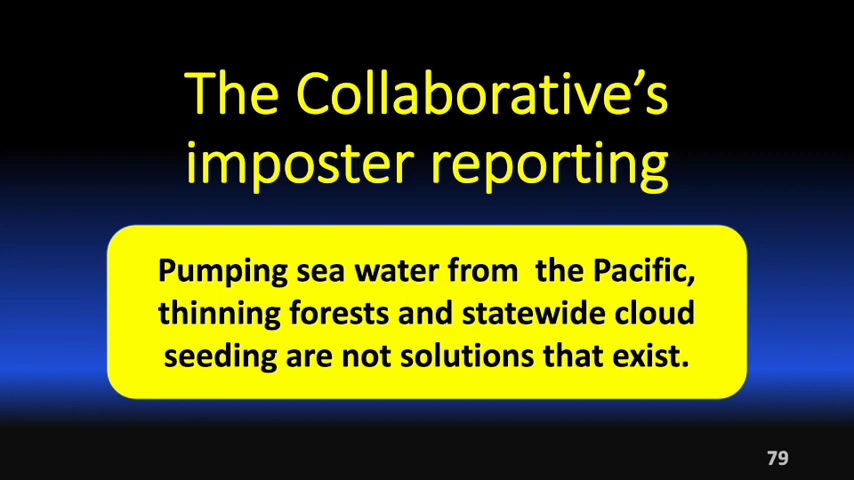 The Collaborative’s
imposter reporting
Pumping sea water from  the Pacific,
thinning forests and statewide cloud
seeding are not solutions that exist.
79